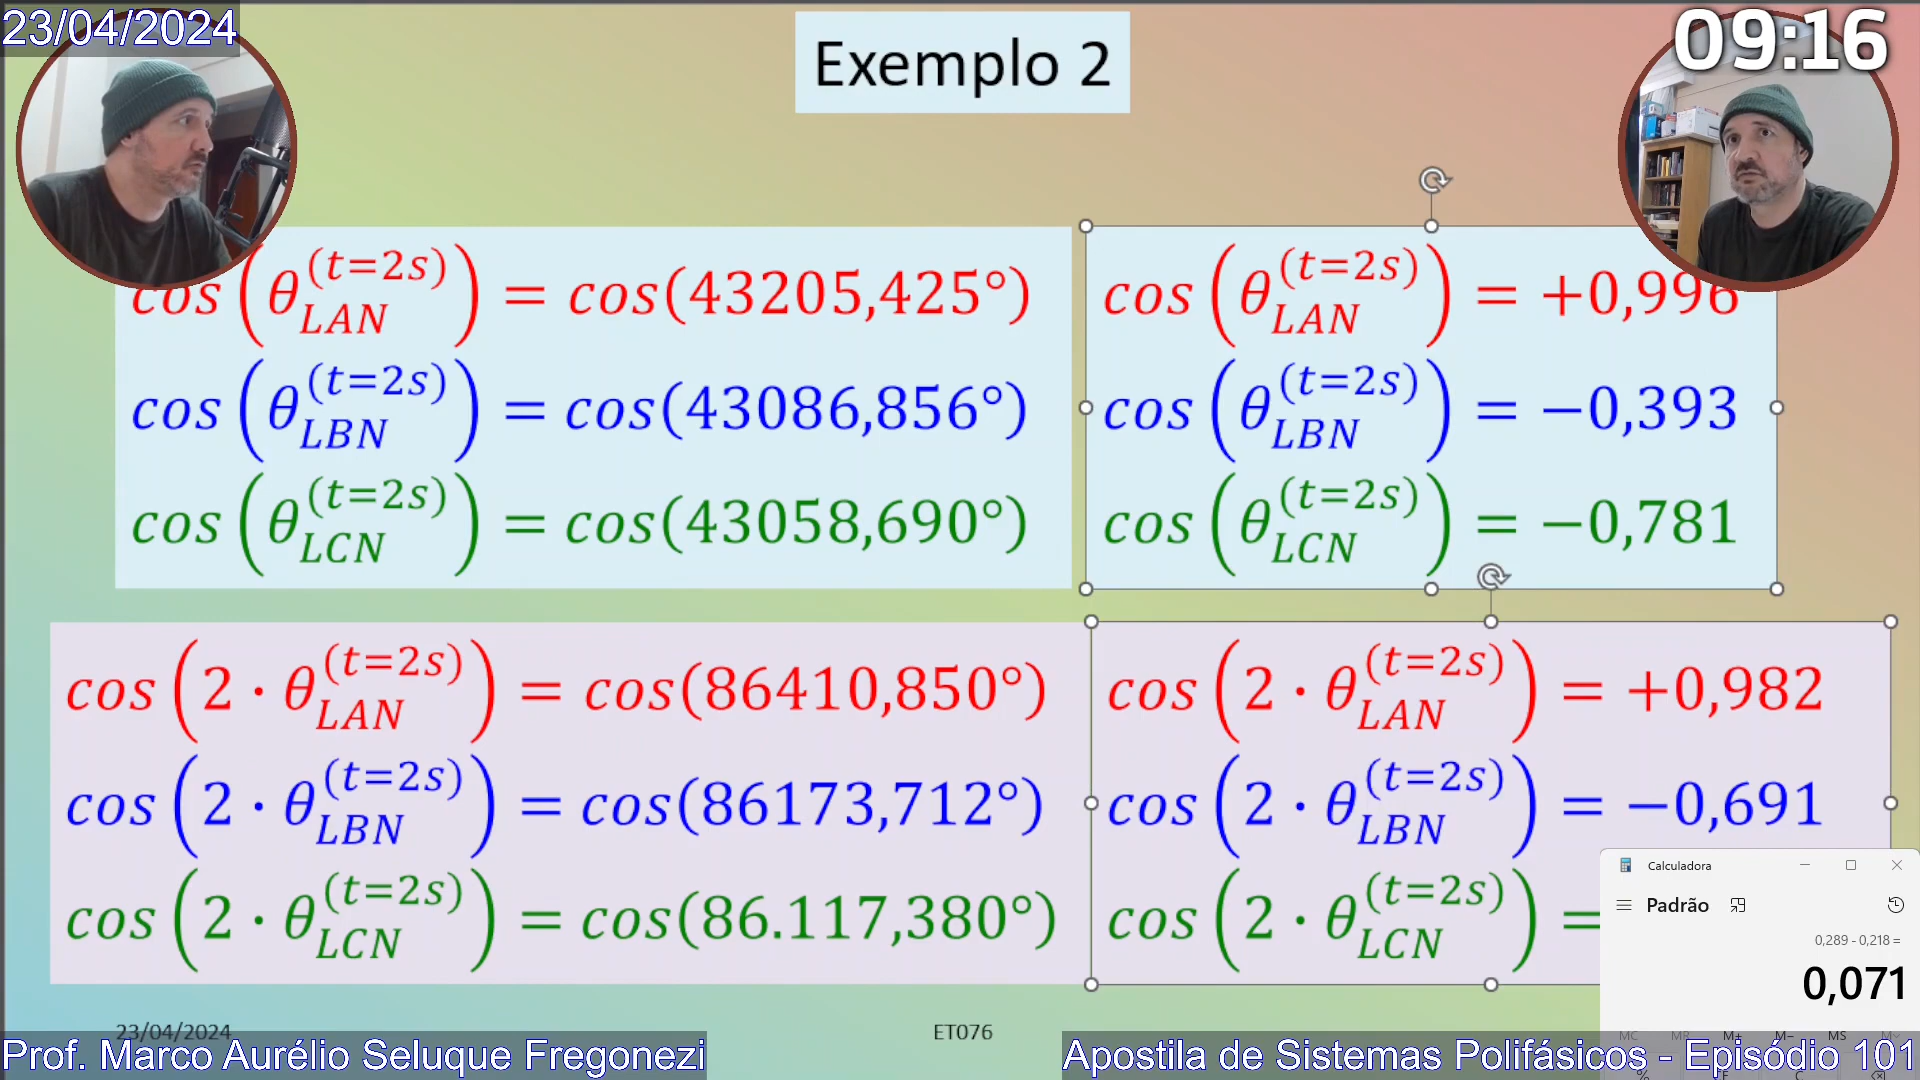 23/04/2024
09:16
Exemplo 2
cos(θ_LAN^(t=2s)) = cos(43205,425°)
cos(θ_LBN^(t=2s)) = cos(43086,856°)
cos(θ_LCN^(t=2s)) = cos(43058,690°)
cos(θ_LAN^(t=2s)) = +0,996
cos(θ_LBN^(t=2s)) = −0,393
cos(θ_LCN^(t=2s)) = −0,781
cos(2 · θ_LAN^(t=2s)) = cos(86410,850°)
cos(2 · θ_LBN^(t=2s)) = cos(86173,712°)
cos(2 · θ_LCN^(t=2s)) = cos(86.117,380°)
cos(2 · θ_LAN^(t=2s)) = +0,982
cos(2 · θ_LBN^(t=2s)) = −0,691
cos(2 · θ_LCN^(t=2s)) =
Calculadora
Padrão
0,289 - 0,218 =
0,071
MC MR M+ M− MS
23/04/2024
ET076
Prof. Marco Aurélio Seluque Fregonezi
Apostila de Sistemas Polifásicos - Episódio 101